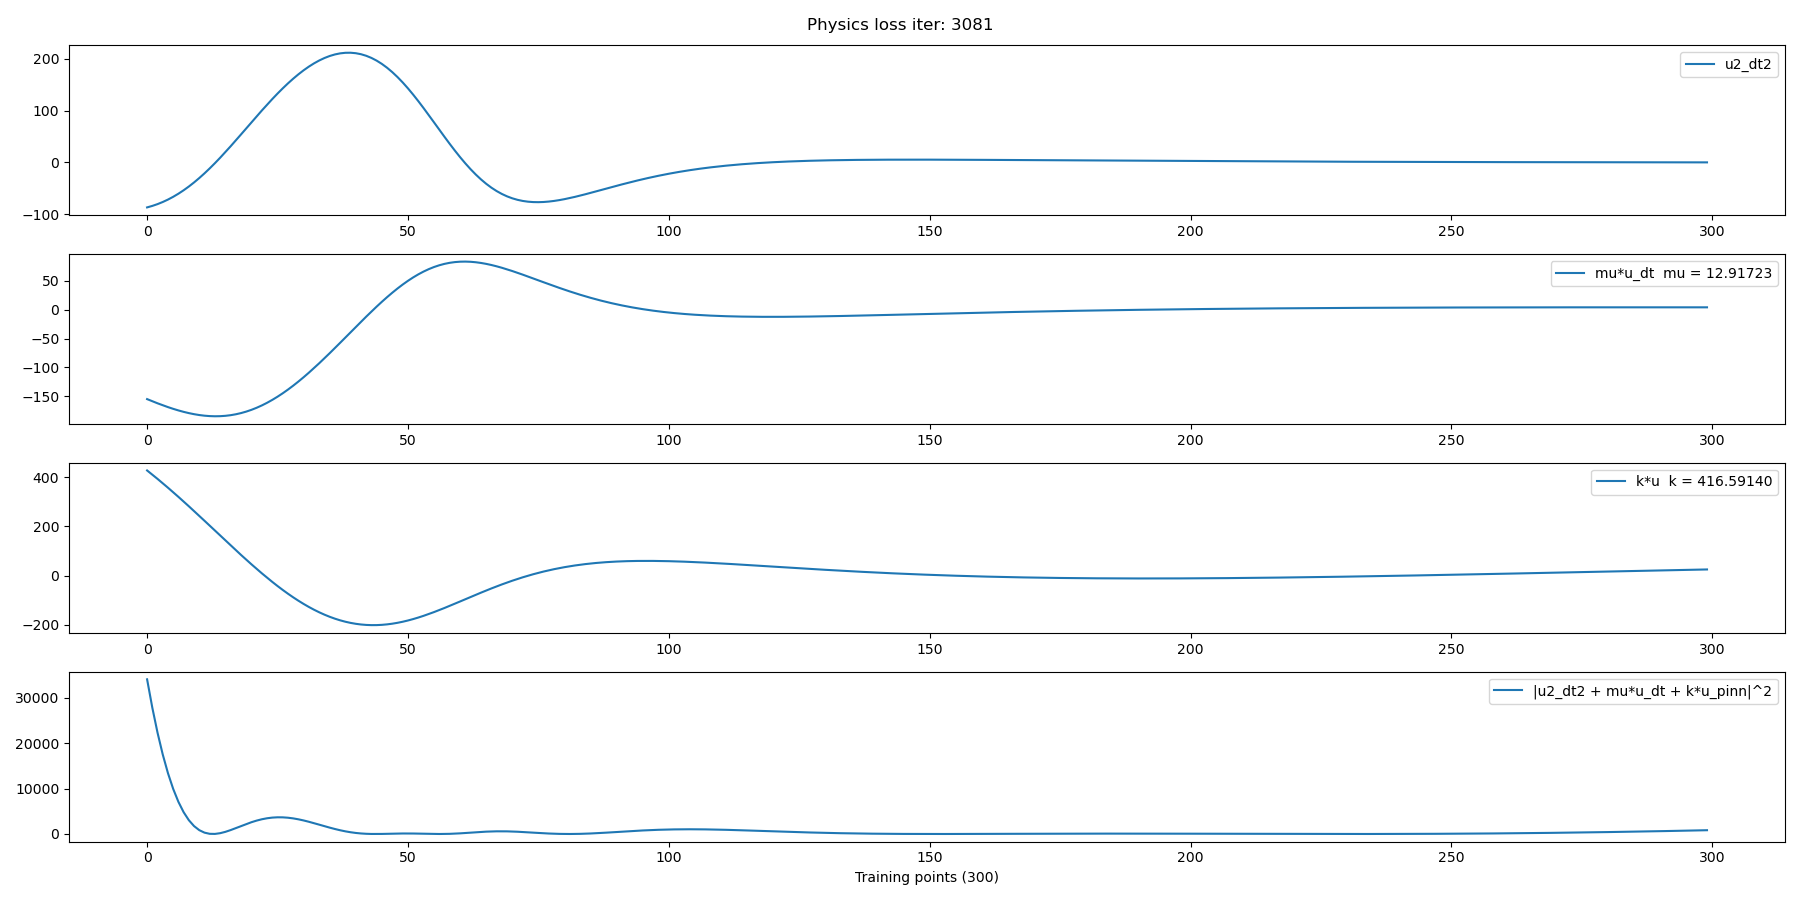 Physics loss iter: 3081
200
100
0
−100
u2_dt2
0 50 100 150 200 250 300
50
0
−50
−100
−150
mu*u_dt  mu = 12.91723
0 50 100 150 200 250 300
400
200
0
−200
k*u  k = 416.59140
0 50 100 150 200 250 300
30000
20000
10000
0
|u2_dt2 + mu*u_dt + k*u_pinn|^2
0 50 100 150 200 250 300
Training points (300)